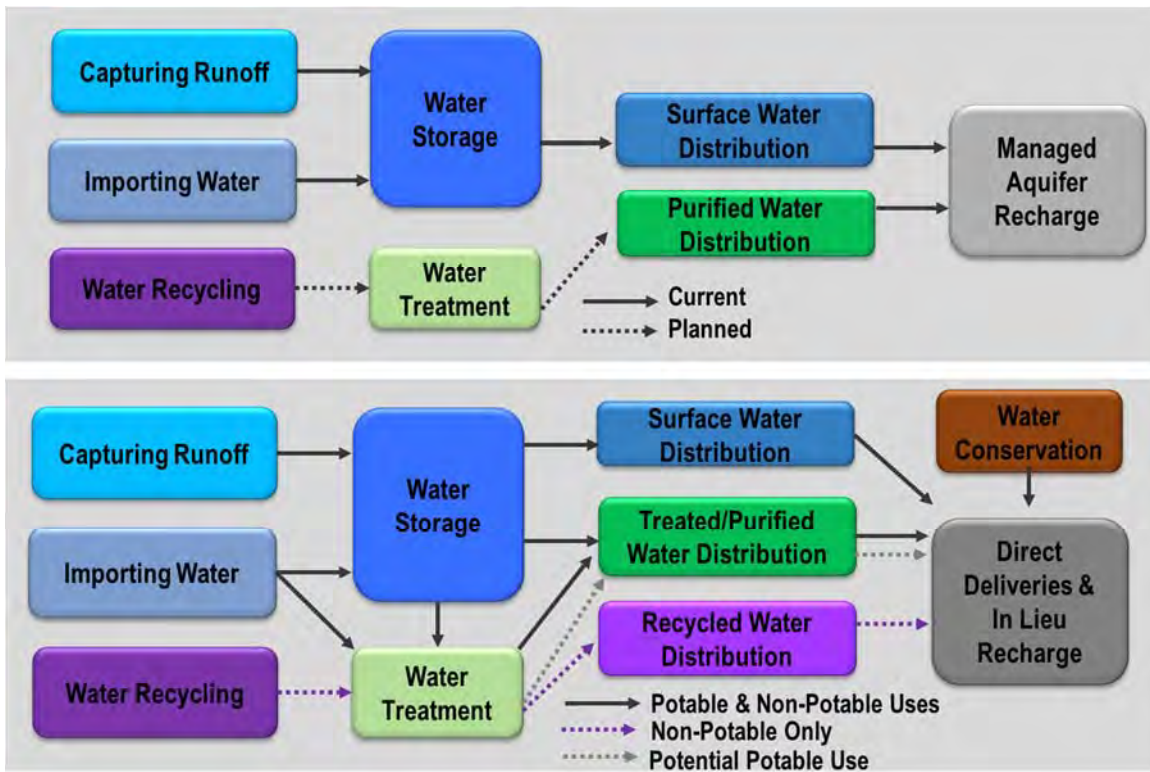 Capturing Runoff
Water
Storage
Importing Water
Water Recycling
Water
Treatment
Surface Water
Distribution
Purified Water
Distribution
Managed
Aquifer
Recharge
Current
Planned
Capturing Runoff
Water
Storage
Importing Water
Water Recycling
Water
Treatment
Surface Water
Distribution
Treated/Purified
Water Distribution
Recycled Water
Distribution
Water
Conservation
Direct
Deliveries &
In Lieu
Recharge
Potable & Non-Potable Uses
Non-Potable Only
Potential Potable Use